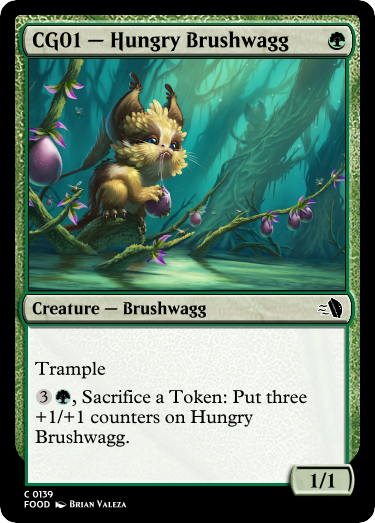 CG01 — Hungry Brushwagg
Creature — Brushwagg
Trample
3, Sacrifice a Token: Put three
+1/+1 counters on Hungry
Brushwagg.
1/1
C 0139
FOOD Brian Valeza